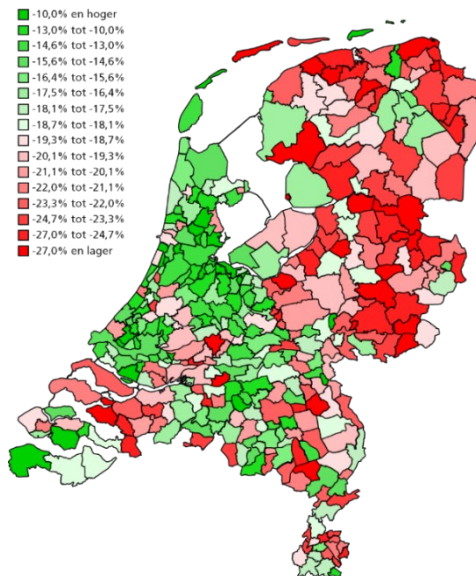 -10,0% en hoger
-13,0% tot -10,0%
-14,6% tot -13,0%
-15,6% tot -14,6%
-16,4% tot -15,6%
-17,5% tot -16,4%
-18,1% tot -17,5%
-18,7% tot -18,1%
-19,3% tot -18,7%
-20,1% tot -19,3%
-21,1% tot -20,1%
-22,0% tot -21,1%
-23,3% tot -22,0%
-24,7% tot -23,3%
-27,0% tot -24,7%
-27,0% en lager